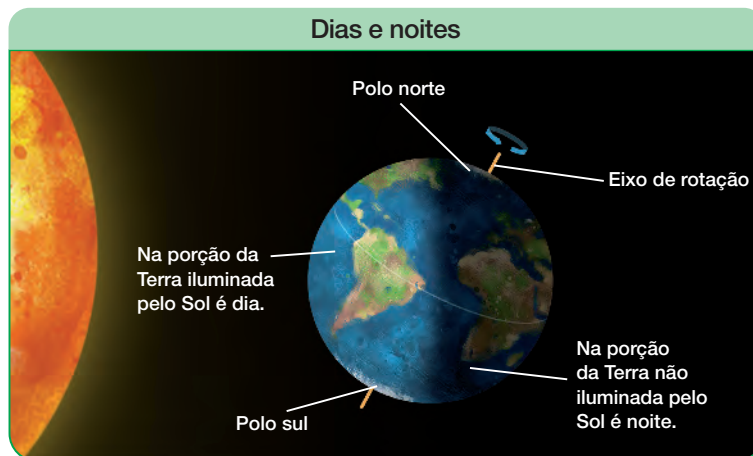 Dias e noites
Polo norte
Eixo de rotação
Na porção da
Terra iluminada
pelo Sol é dia.
Na porção
da Terra não
iluminada pelo
Sol é noite.
Polo sul